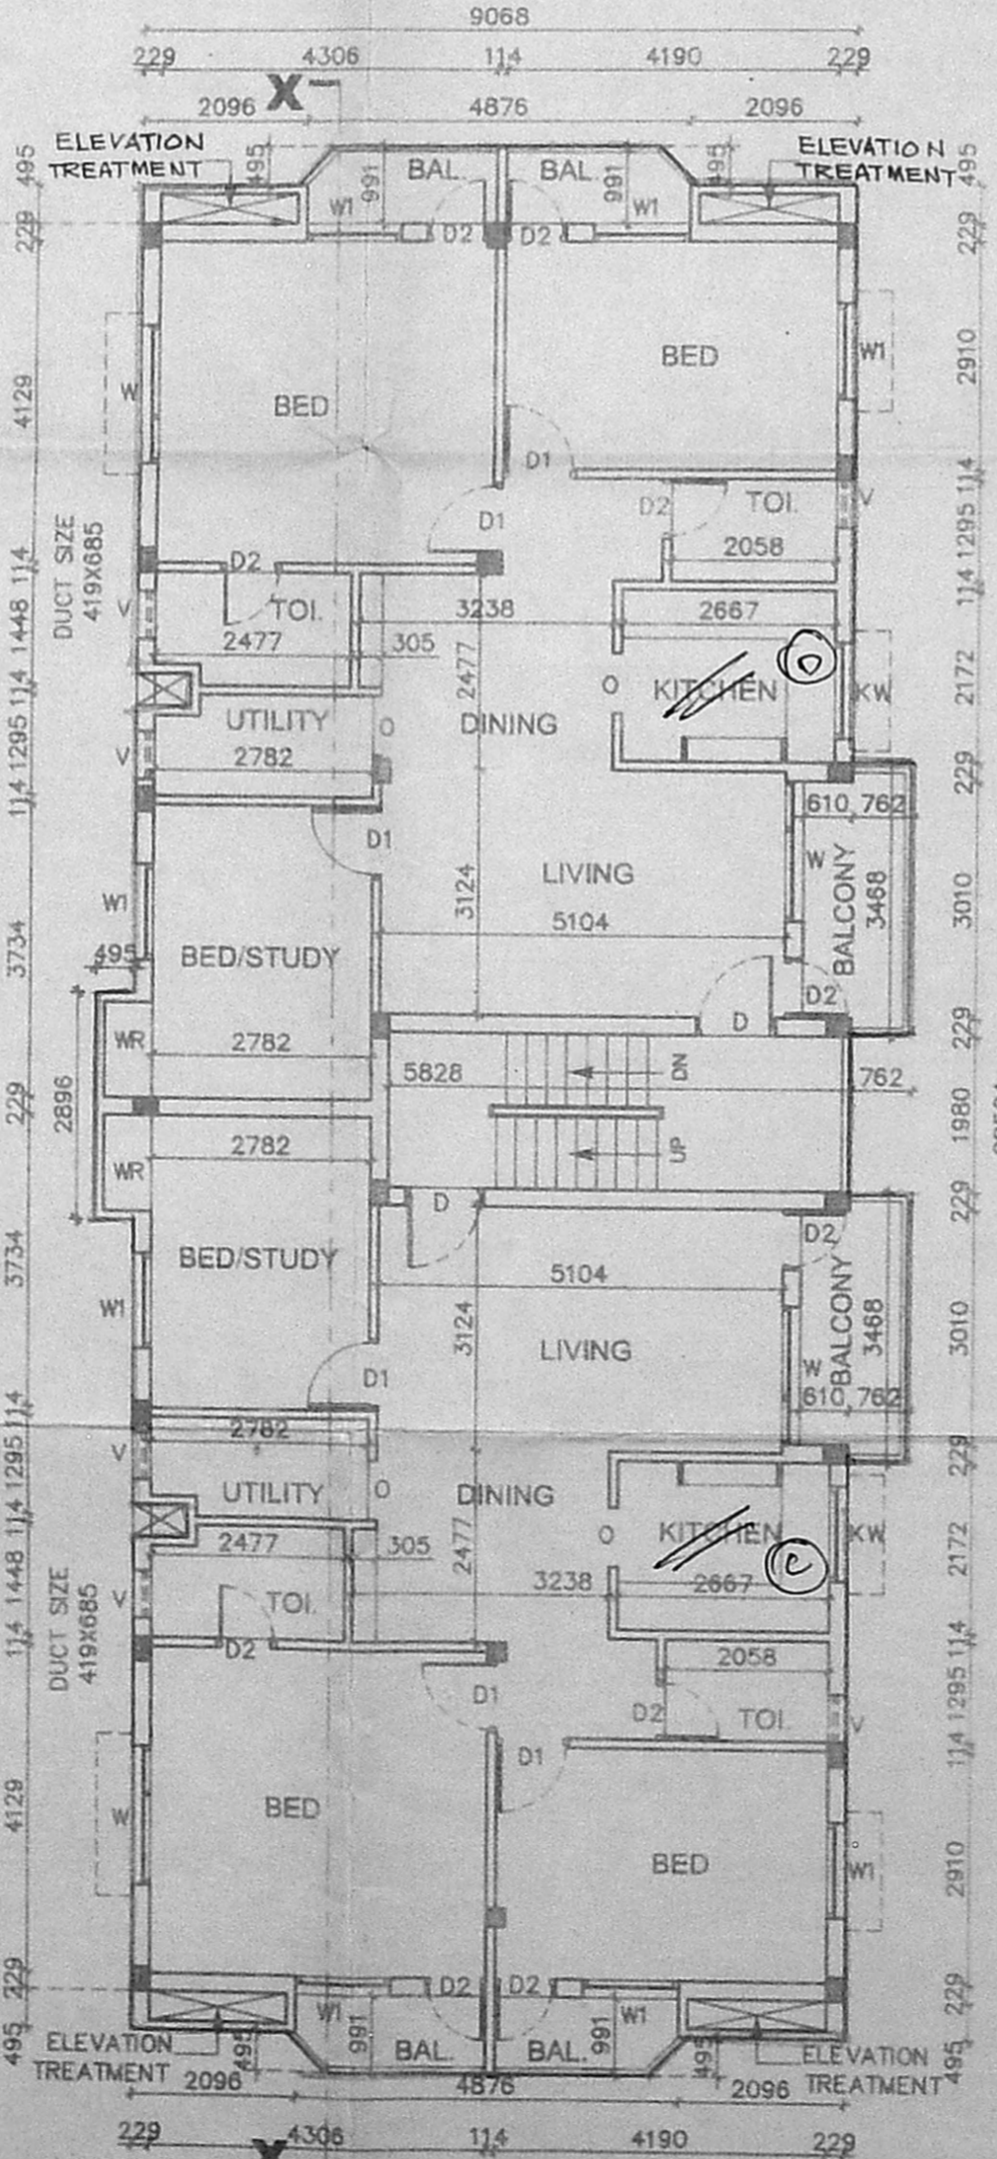 9068
229 4306 114 4190 229
X
2096 4876 2096
ELEVATION
TREATMENT
ELEVATION
TREATMENT
495
495
495
495
BAL.
BAL.
991
991
W1
W1
D2
D2
229
229
BED
BED
W
W1
4129
2910
D1
D1
D2
TOI.
V
2058
114
1295
114
DUCT SIZE
419X685
114
1448
114
1295
114
D2
TOI.
V
2477
305
3238
2667
2477
O
KITCHEN
D
KW
2172
UTILITY
O
DINING
V
2782
229
D1
LIVING
610
762
W
BALCONY
3468
3010
3124
5104
W1
3734
495
BED/STUDY
D2
D
WR
2782
229
2896
229
5828
DN
762
1980
UP
WR
2782
D
229
D2
BED/STUDY
3734
W1
5104
3124
LIVING
BALCONY
3468
3010
W
610
762
D1
114
2782
V
1295
UTILITY
O
DINING
229
KITCHEN
C
KW
O
2172
114
2477
305
2477
3238
2667
DUCT SIZE
419X685
1448
V
TOI.
D2
114
114
2058
D1
D2
TOI.
V
1295
114
D1
BED
BED
W
W1
4129
2910
229
229
D2
D2
W1
W1
991
991
BAL.
BAL.
495
495
495
495
ELEVATION
TREATMENT
ELEVATION
TREATMENT
2096 4876 2096
229 4306 114 4190 229
X